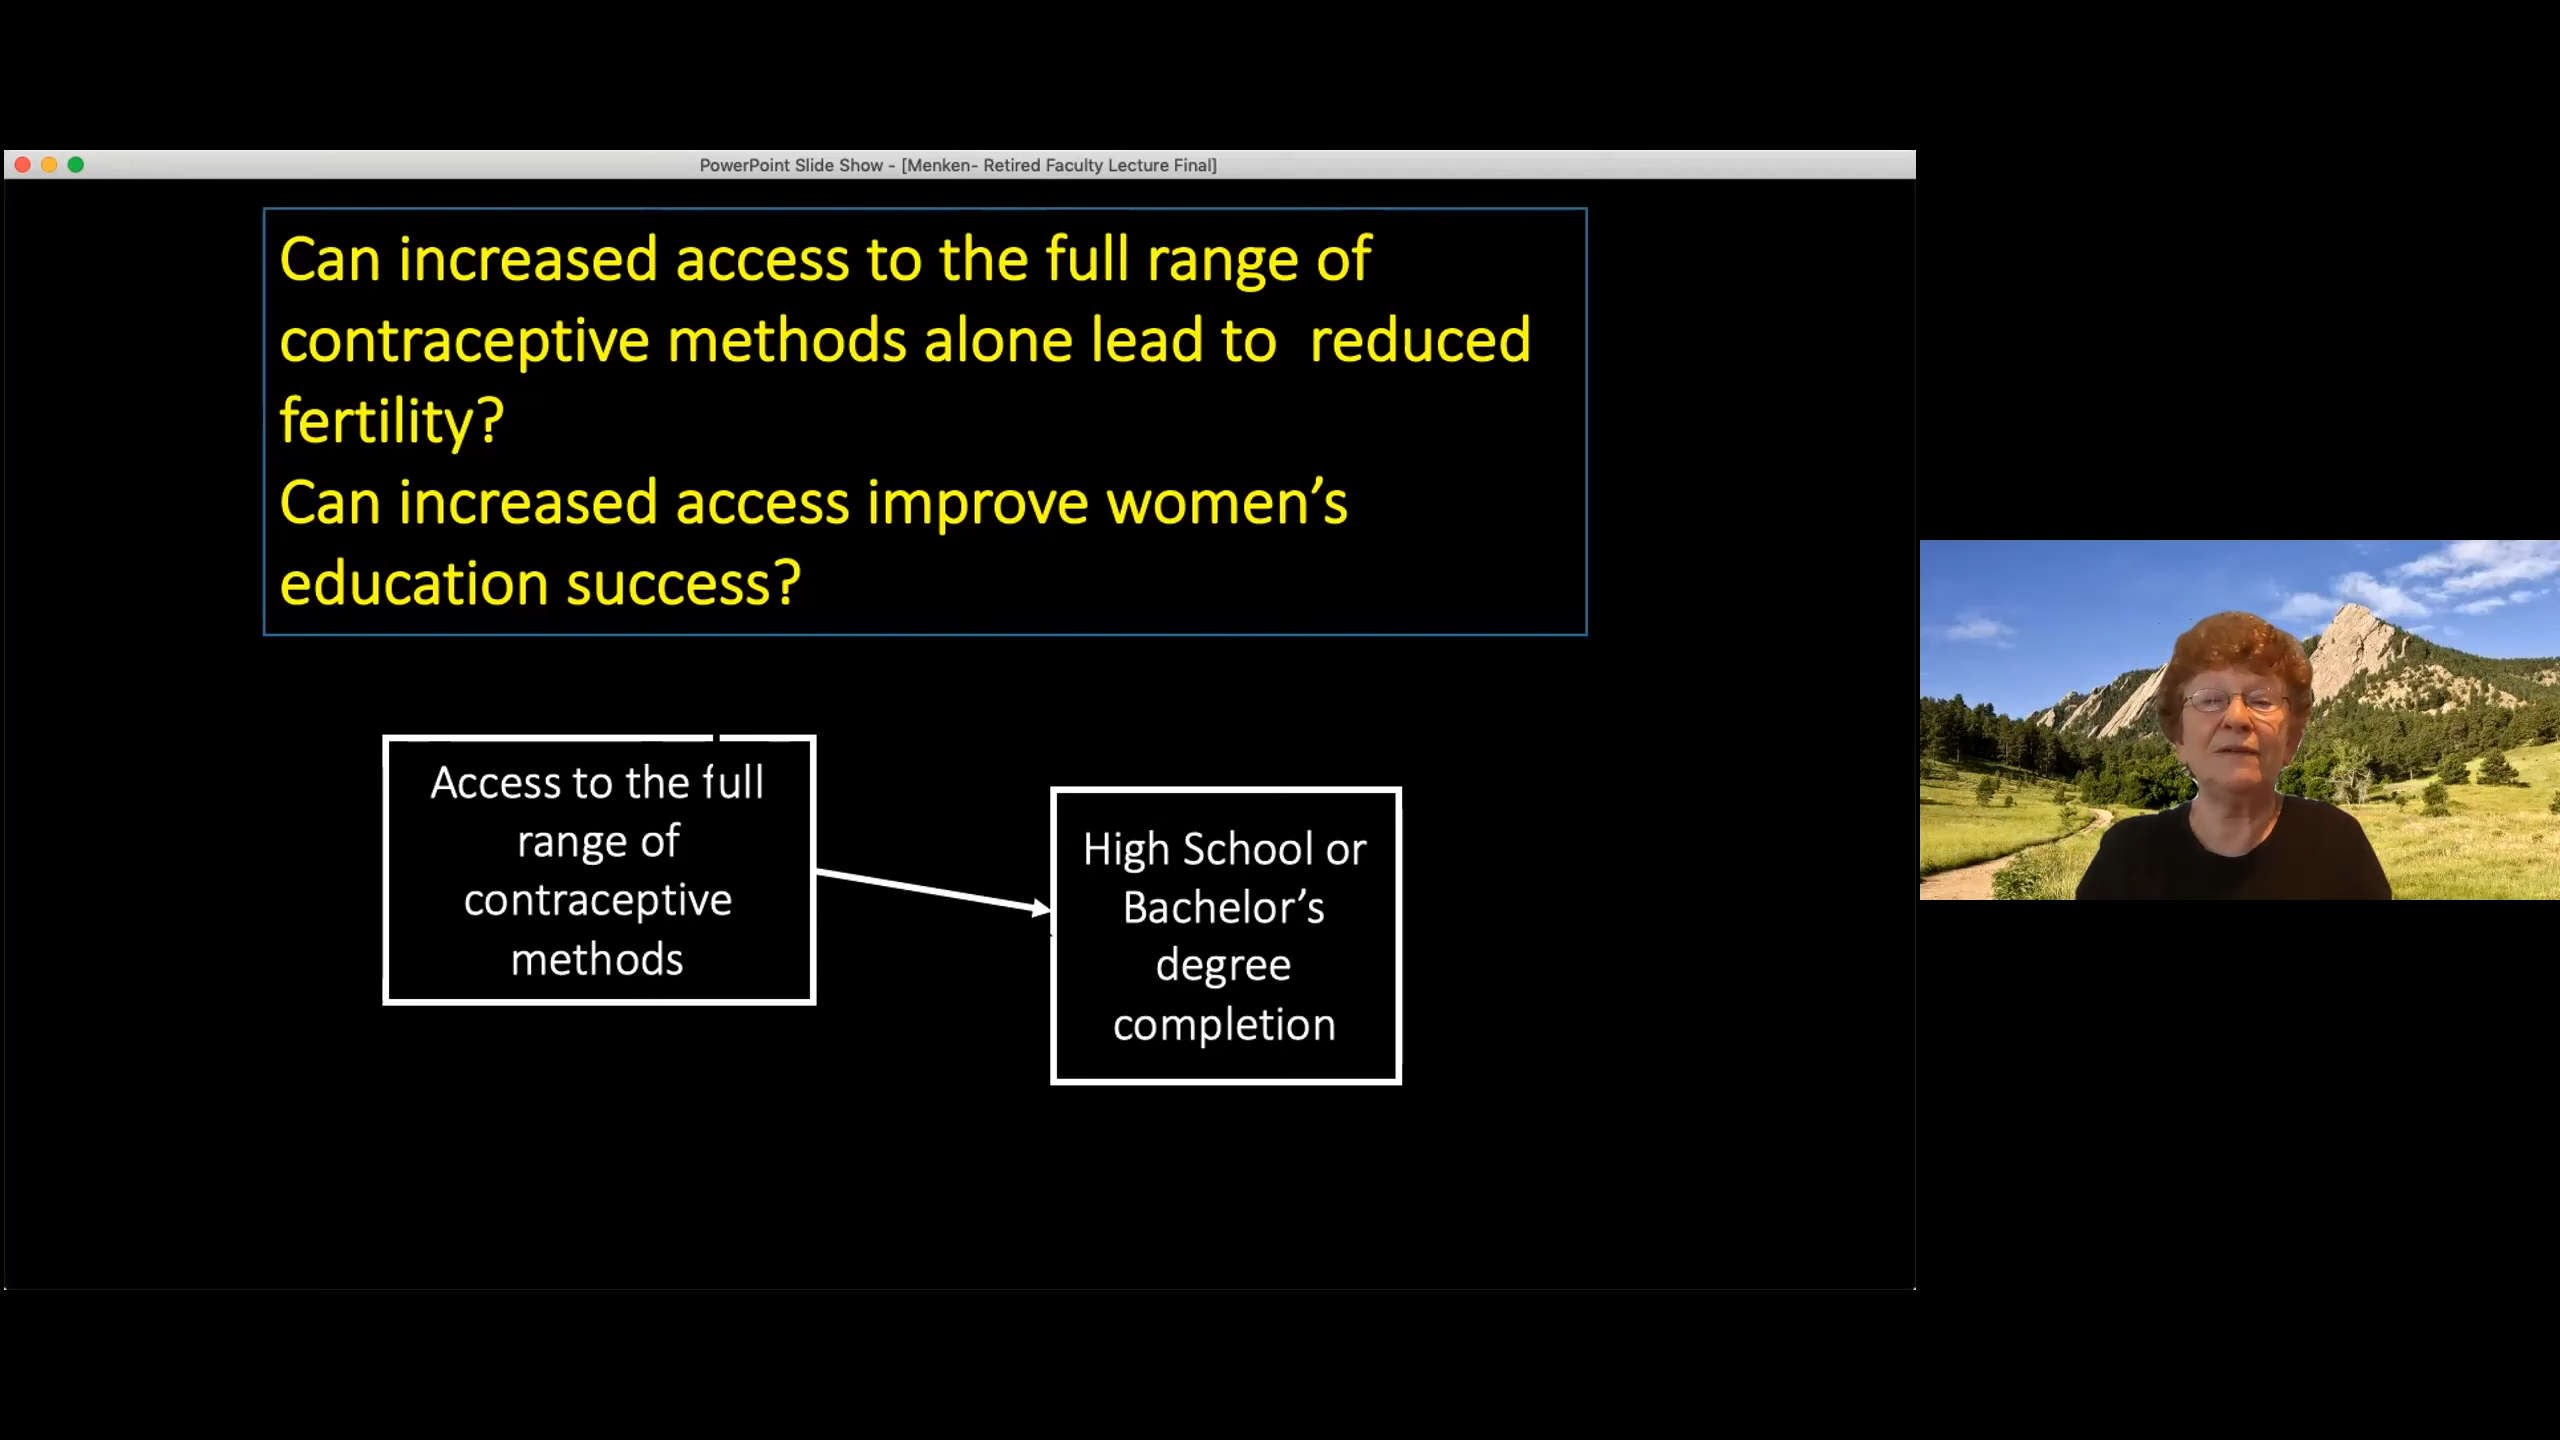 PowerPoint Slide Show - [Menken- Retired Faculty Lecture Final]
Can increased access to the full range of
contraceptive methods alone lead to  reduced
fertility?
Can increased access improve women’s
education success?
Access to the full
range of
contraceptive
methods
High School or
Bachelor’s
degree
completion